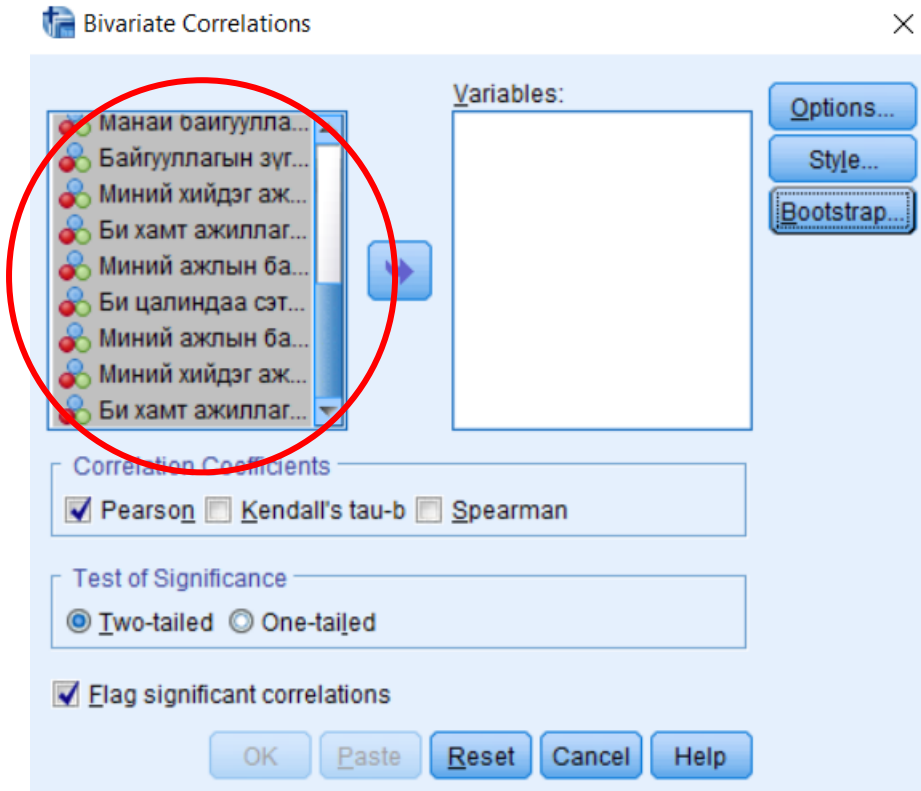 Bivariate Correlations
Variables:
Манай байгуулла...
Байгууллагын зүг...
Миний хийдэг аж...
Би хамт ажиллаг...
Миний ажлын ба...
Би цалиндаа сэт...
Миний ажлын ба...
Миний хийдэг аж...
Би хамт ажиллаг...
Options...
Style...
Bootstrap...
Correlation Coefficients
Pearson Kendall's tau-b Spearman
Test of Significance
Two-tailed One-tailed
Flag significant correlations
OK Paste Reset Cancel Help